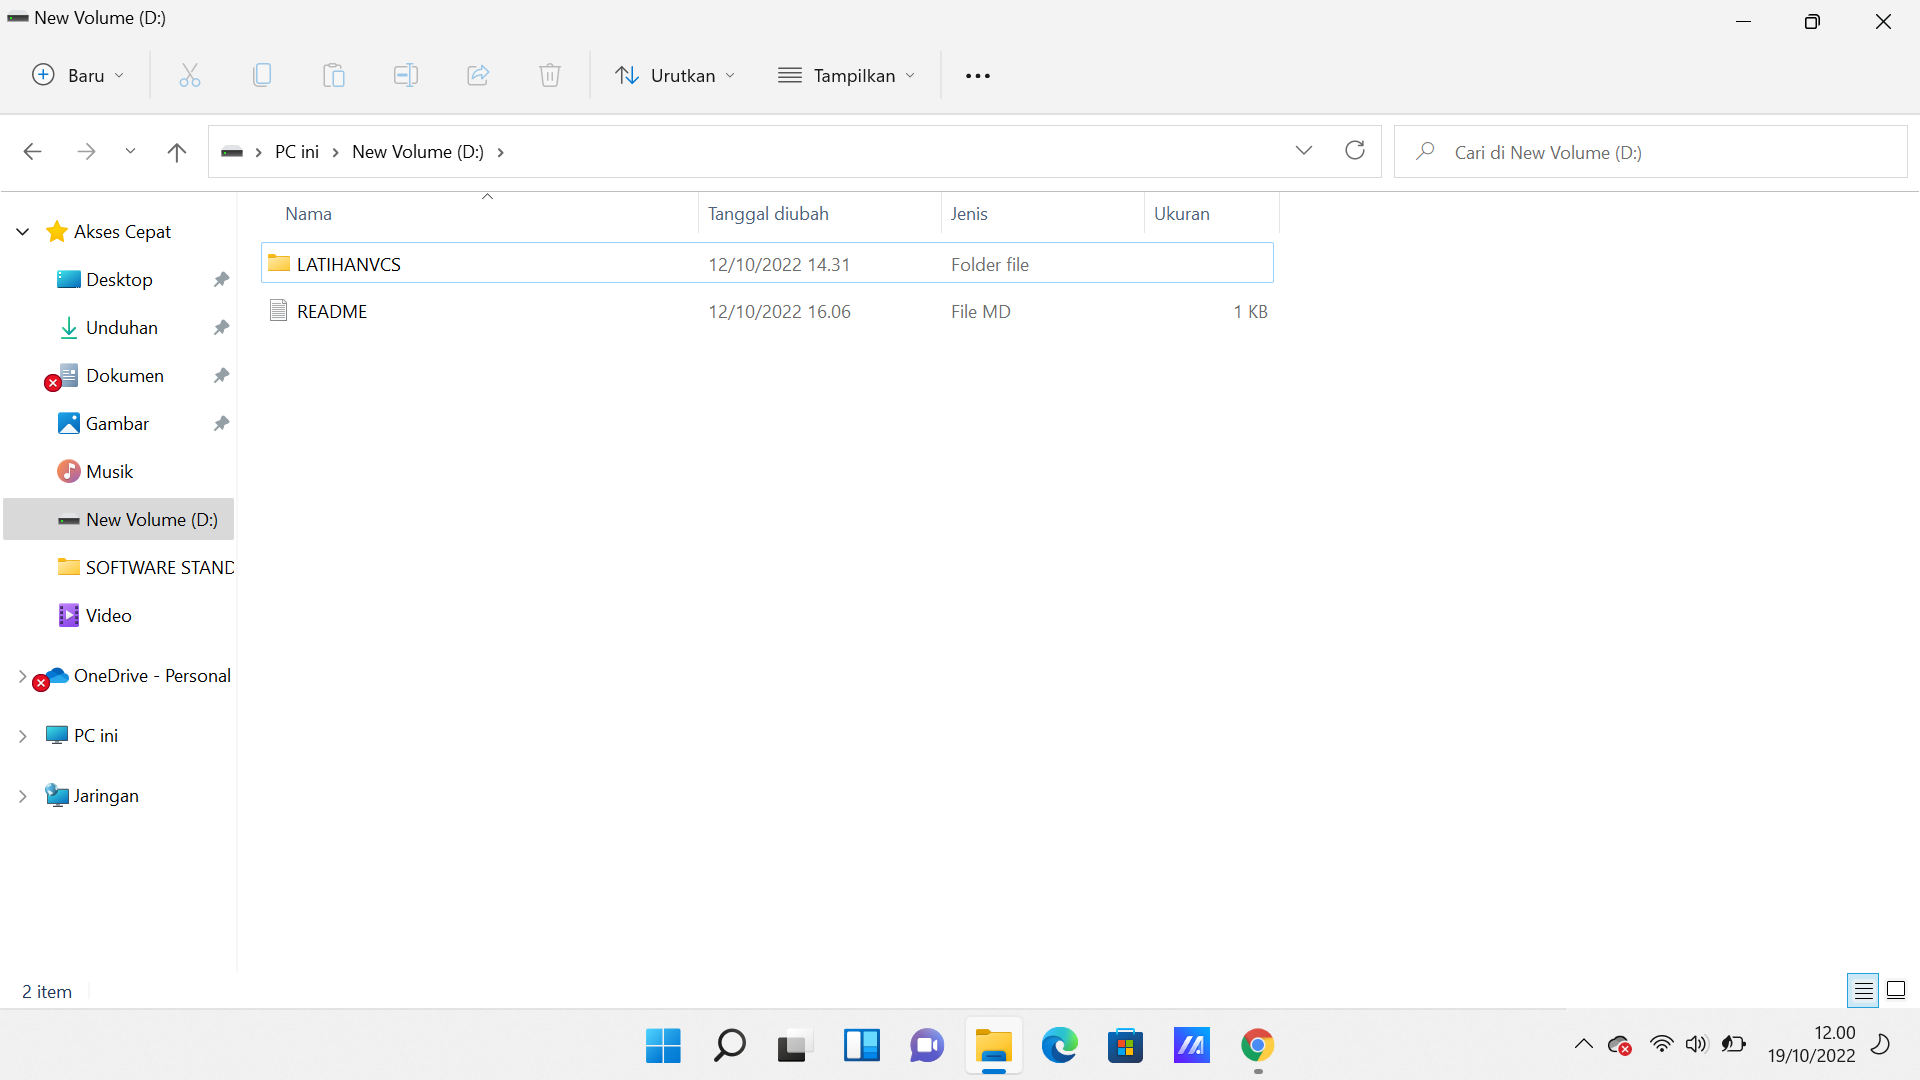 New Volume (D:)
Baru
Urutkan
Tampilkan
PC ini
New Volume (D:)
Cari di New Volume (D:)
Nama
Tanggal diubah
Jenis
Ukuran
Akses Cepat
Desktop
Unduhan
Dokumen
Gambar
Musik
New Volume (D:)
SOFTWARE STAND
Video
OneDrive - Personal
PC ini
Jaringan
LATIHANVCS 12/10/2022 14.31 Folder file
README 12/10/2022 16.06 File MD 1 KB
2 item
12.00
19/10/2022